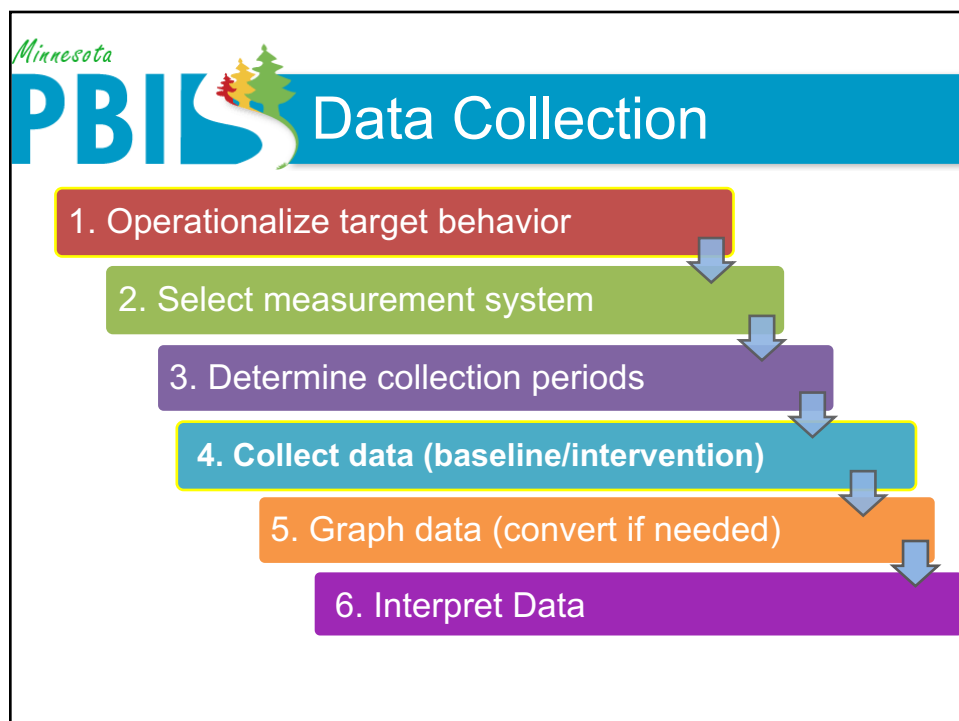 Minnesota
PBIS Data Collection
1. Operationalize target behavior
2. Select measurement system
3. Determine collection periods
4. Collect data (baseline/intervention)
5. Graph data (convert if needed)
6. Interpret Data